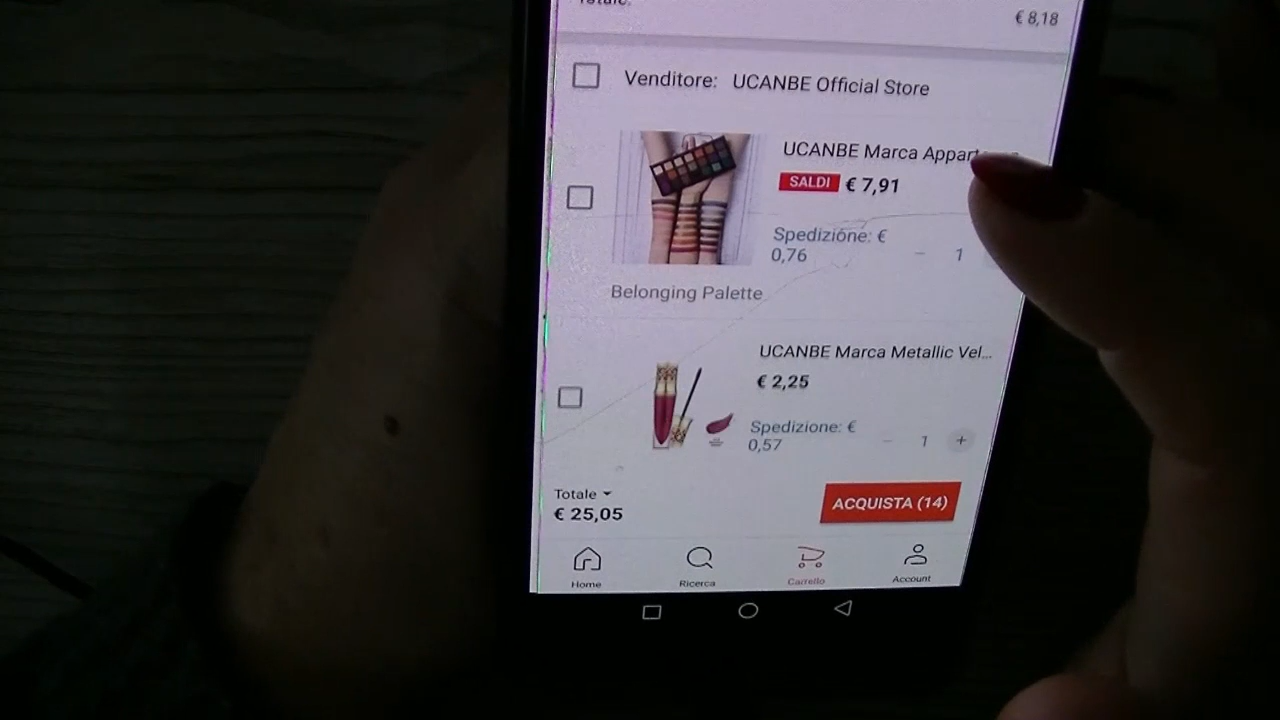 Totale:
€ 8,18
Venditore: UCANBE Official Store
UCANBE Marca
SALDI € 7,91
Spedizione: €
0,76
1
Belonging Palette
UCANBE Marca Metallic Vel...
€ 2,25
Spedizione: €
0,57
1 +
Totale
€ 25,05
ACQUISTA (14)
Home
Ricerca
Carrello
Account